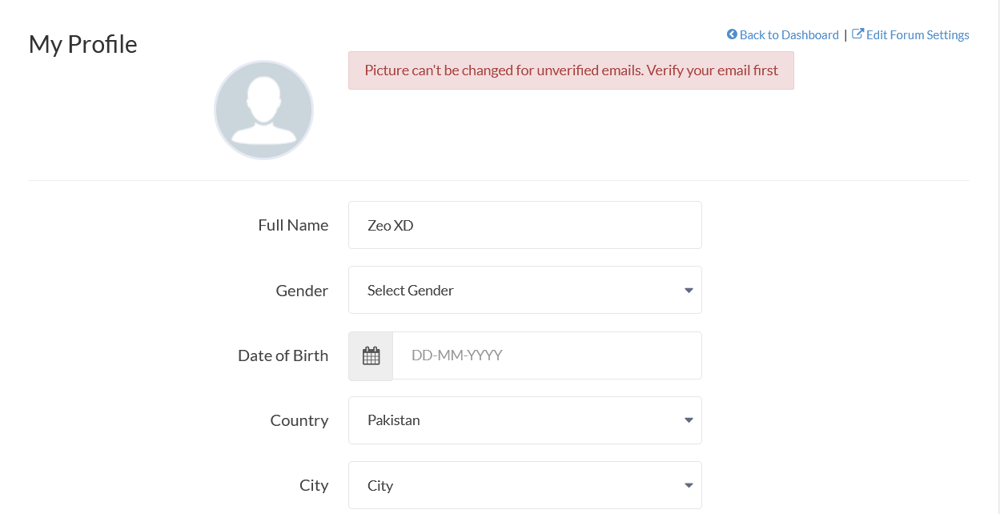 My Profile
Back to Dashboard | Edit Forum Settings
Picture can't be changed for unverified emails. Verify your email first
Full Name
Zeo XD
Gender
Select Gender
Date of Birth
DD-MM-YYYY
Country
Pakistan
City
City